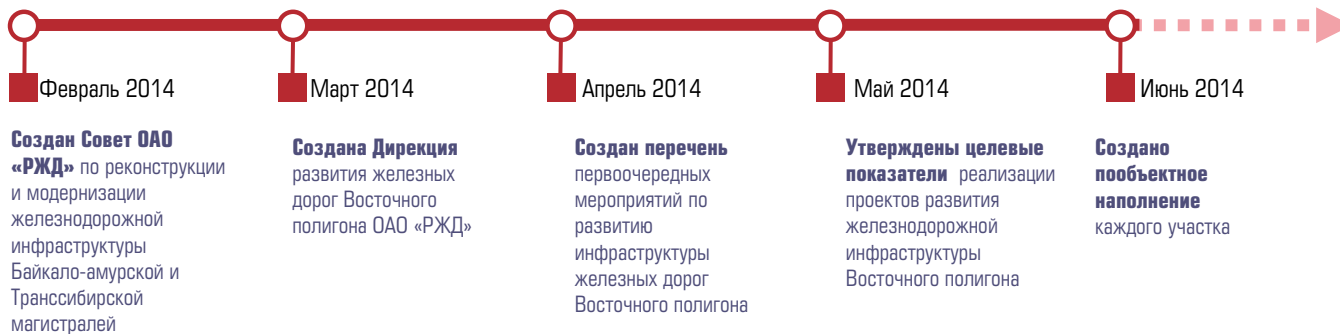 Февраль 2014
Создан Совет ОАО
«РЖД» по реконструкции
и модернизации
железнодорожной
инфраструктуры
Байкало-амурской и
Транссибирской
магистралей
Март 2014
Создана Дирекция
развития железных
дорог Восточного
полигона ОАО «РЖД»
Апрель 2014
Создан перечень
первоочередных
мероприятий по
развитию
инфраструктуры
железных дорог
Восточного полигона
Май 2014
Утверждены целевые
показатели реализации
проектов развития
железнодорожной
инфраструктуры
Восточного полигона
Июнь 2014
Создано
пообъектное
наполнение
каждого участка